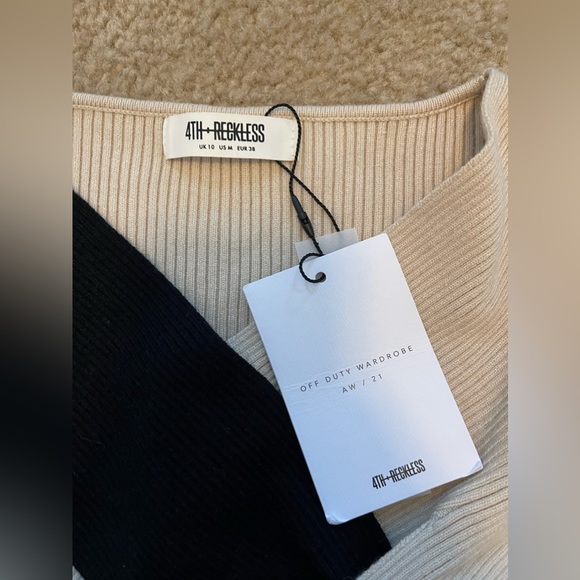 4TH+RECKLESS
UK 10 US M EUR 38
OFF DUTY WARDROBE
AW / 21
4TH+RECKLESS